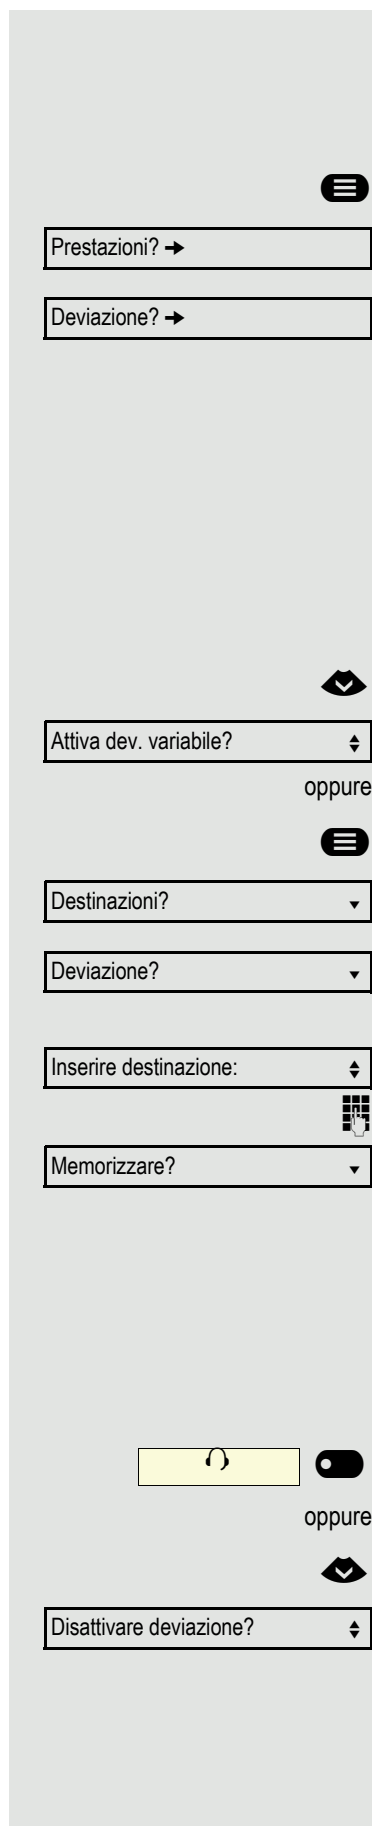 Prestazioni? ➜
Deviazione? ➜
Attiva dev. variabile?
oppure
Destinazioni?
Deviazione?
Inserire destinazione:
Memorizzare?
oppure
Disattivare deviazione?